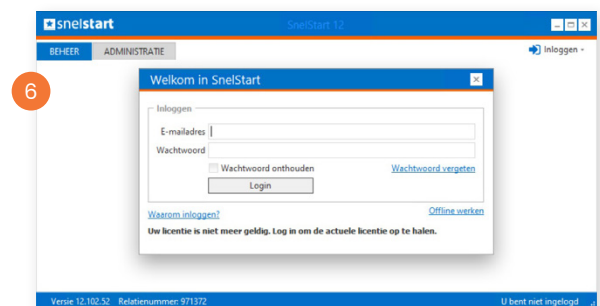 snelstart
SnelStart 12
BEHEER ADMINISTRATIE Inloggen
6
Welkom in SnelStart
Inloggen
E-mailadres
Wachtwoord
Wachtwoord onthouden Wachtwoord vergeten
Login
Waarom inloggen? Offline werken
Uw licentie is niet meer geldig. Log in om de actuele licentie op te halen.
Versie 12.102.52 Relatienummer: 971372 U bent niet ingelogd